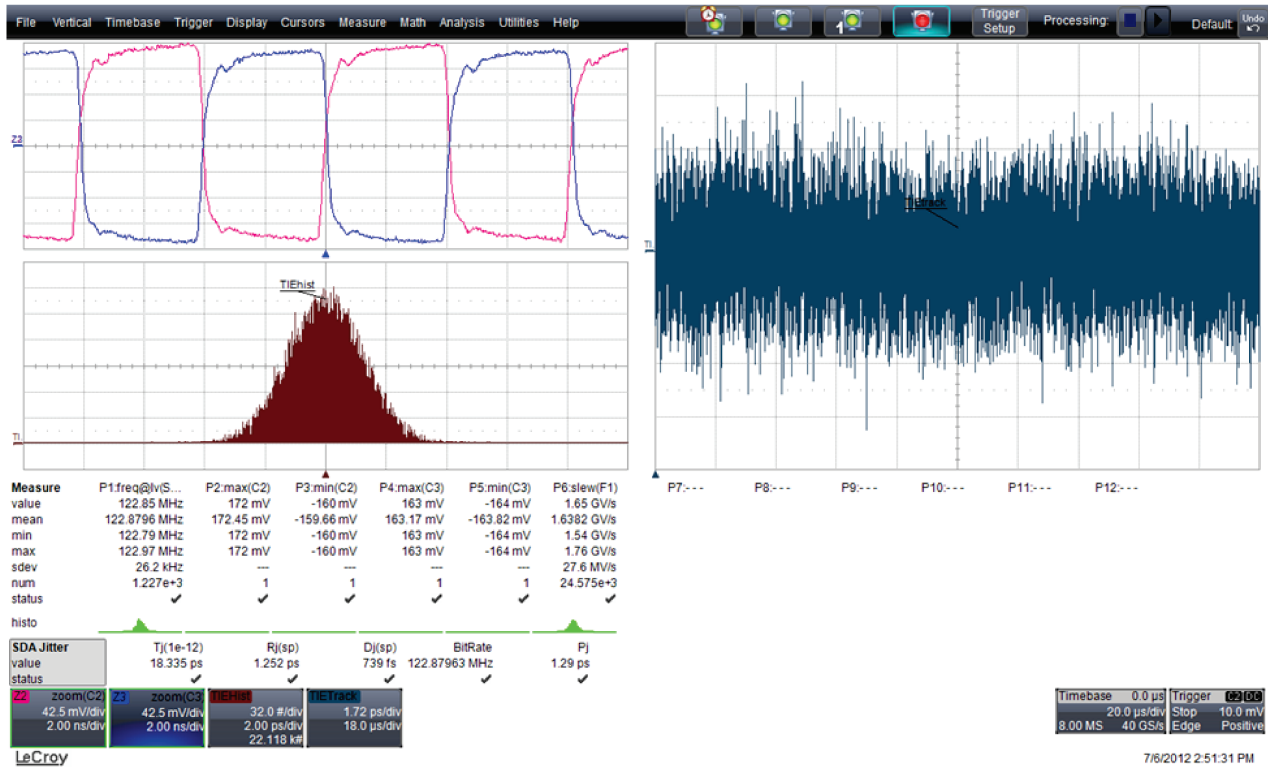 File Vertical Timebase Trigger Display Cursors Measure Math Analysis Utilities Help
1
Trigger Setup
Processing:
Default
Undo
Z3
TIEhist
TI
TIEtrack
TI
Measure P1:freq@lv(S... P2:max(C2) P3:min(C2) P4:max(C3) P5:min(C3) P6:slew(F1) P7:- - - P8:- - - P9:- - - P10:- - - P11:- - - P12:- - -
value 122.85 MHz 172 mV -160 mV 163 mV -164 mV 1.65 GV/s
mean 122.8796 MHz 172.45 mV -159.66 mV 163.17 mV -163.82 mV 1.6382 GV/s
min 122.79 MHz 172 mV -160 mV 163 mV -164 mV 1.54 GV/s
max 122.97 MHz 172 mV -160 mV 163 mV -164 mV 1.76 GV/s
sdev 26.2 kHz --- --- --- --- 27.6 MV/s
num 1.227e+3 1 1 1 1 24.575e+3
status
histo
SDA Jitter Tj(1e-12) Rj(sp) Dj(sp) BitRate Pj
value 18.335 ps 1.252 ps 739 fs 122.87963 MHz 1.29 ps
status
Z2 zoom(C2) Z3 zoom(C3) TIEHist TIETrack
42.5 mV/div 42.5 mV/div 32.0 #/div 1.72 ps/div
2.00 ns/div 2.00 ns/div 2.00 ps/div 18.0 µs/div
22.118 k#
Timebase 0.0 µs Trigger C2 DC
20.0 µs/div Stop 10.0 mV
8.00 MS 40 GS/s Edge Positive
LeCroy
7/6/2012 2:51:31 PM